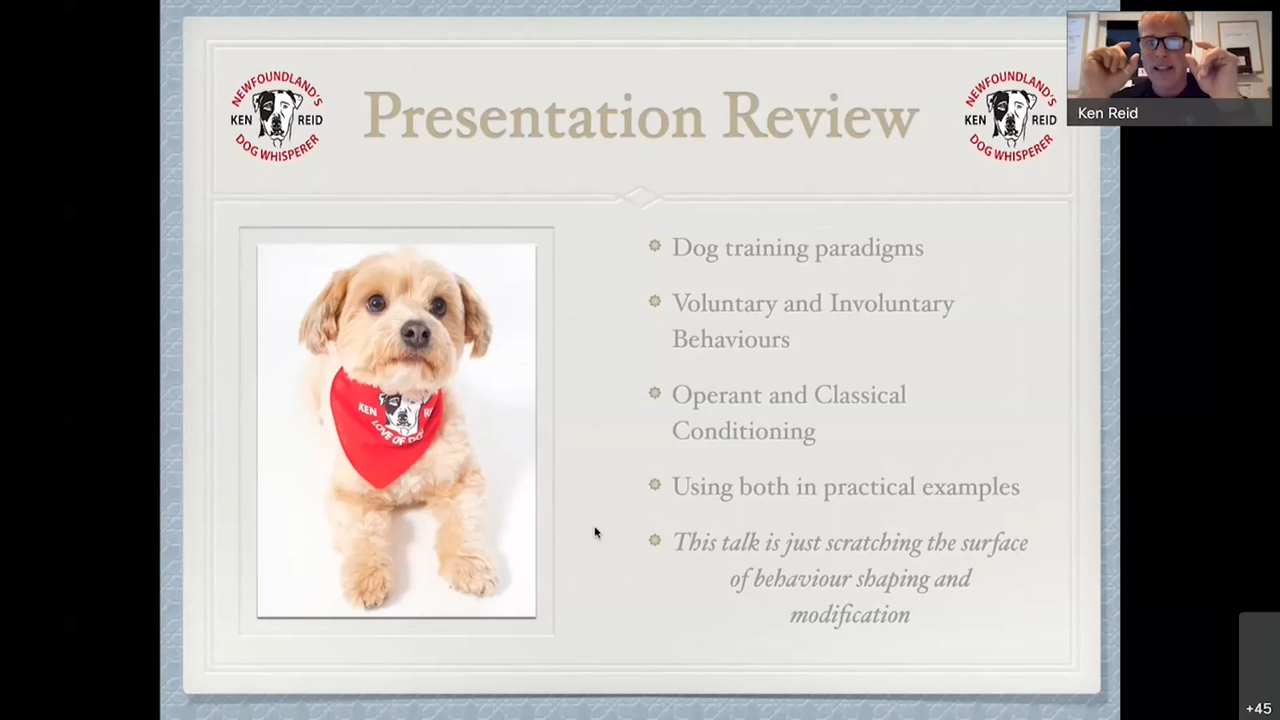 NEWFOUNDLAND'S
KEN REID
DOG WHISPERER
Presentation Review
NEWFOUNDLAND'S
KEN REID
DOG WHISPERER
Ken Reid
Dog training paradigms
Voluntary and Involuntary
Behaviours
Operant and Classical
Conditioning
Using both in practical examples
This talk is just scratching the surface
of behaviour shaping and
modification
KEN
LOVE OF
+45